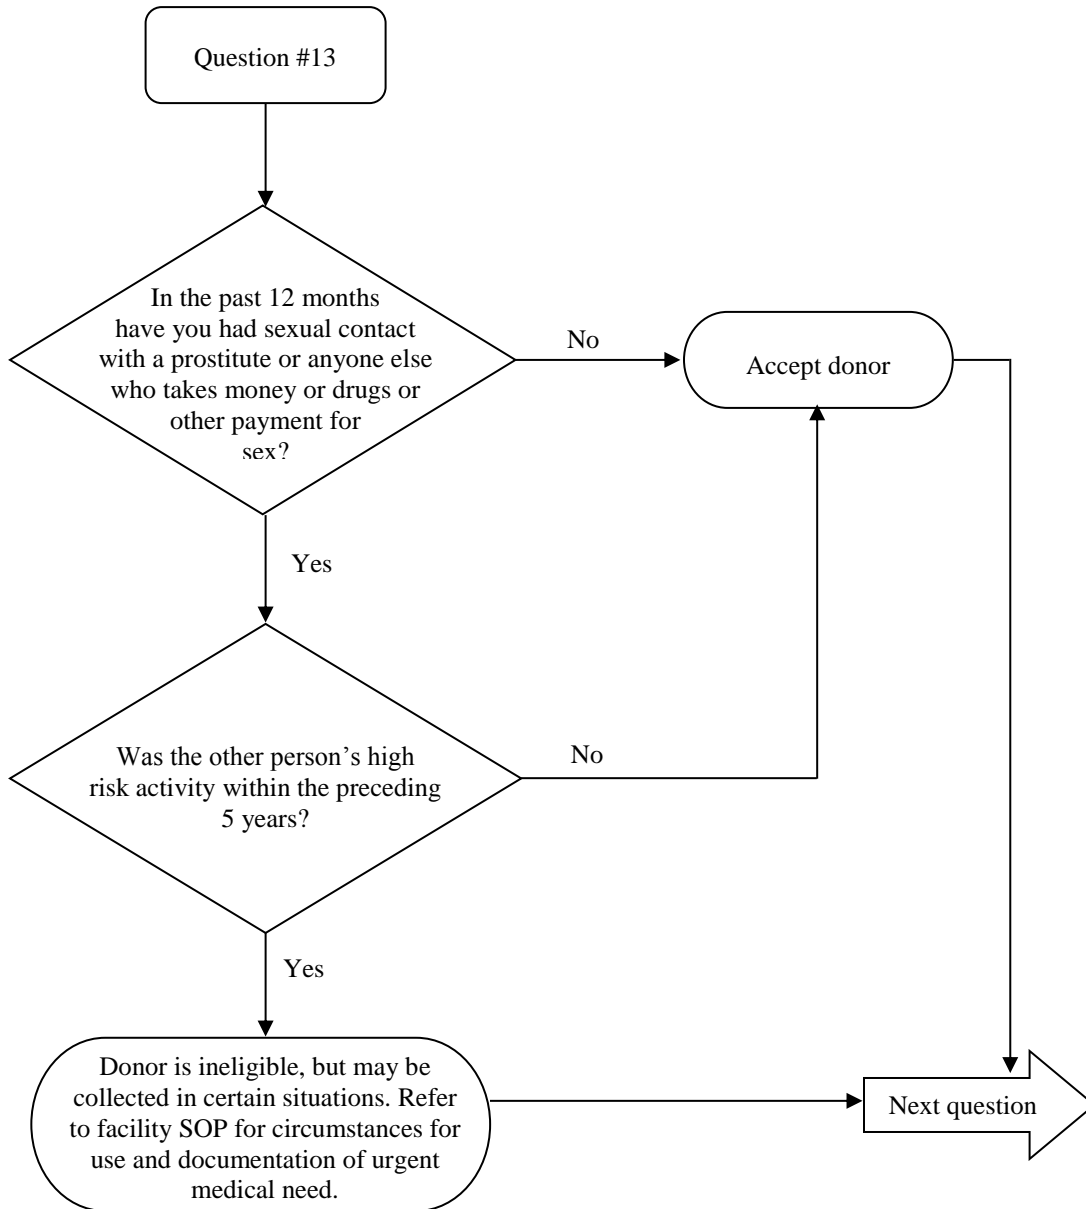 Question #13
In the past 12 months
have you had sexual contact
with a prostitute or anyone else
who takes money or drugs or
other payment for
sex?
No
Accept donor
Yes
Was the other person’s high
risk activity within the preceding
5 years?
No
Yes
Donor is ineligible, but may be
collected in certain situations. Refer
to facility SOP for circumstances for
use and documentation of urgent
medical need.
Next question